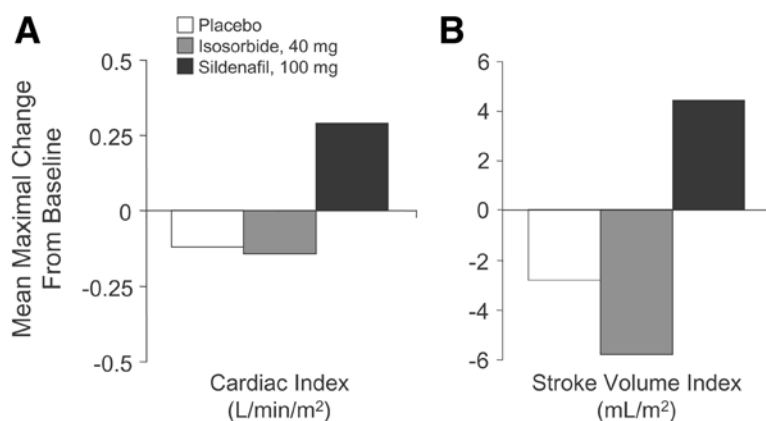 A
Placebo
Isosorbide, 40 mg
Sildenafil, 100 mg
Mean Maximal Change
From Baseline
0.5
0.25
0
-0.25
-0.5
Cardiac Index
(L/min/m²)
B
6
4
2
0
-2
-4
-6
Stroke Volume Index
(mL/m²)